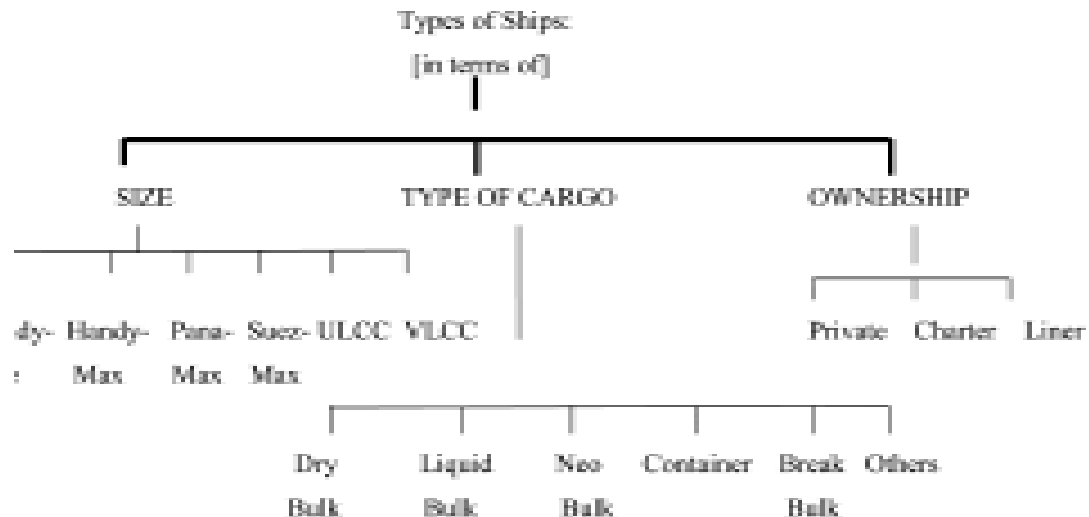 Types of Ships:
[in terms of]
SIZE TYPE OF CARGO OWNERSHIP
dy- Handy- Pana- Suez- ULCC VLCC Private Charter Liner
Max Max Max
Dry Liquid Neo Container Break Others
Bulk Bulk Bulk Bulk